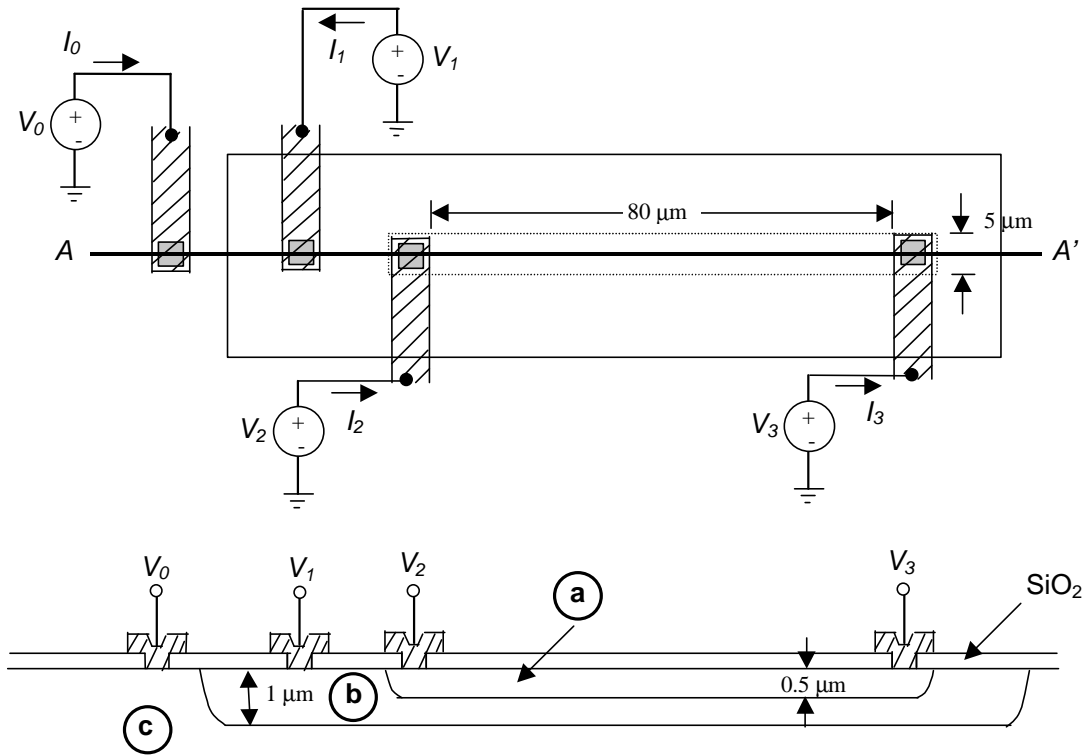 I0
I1
V0
+
-
+
-
V1
80 µm
5 µm
A
A’
V2
+
-
I2
V3
+
-
I3
V0
V1
V2
V3
a
SiO2
1 µm
b
0.5 µm
c